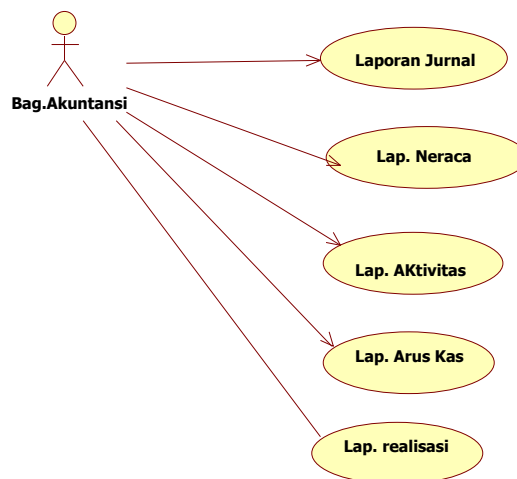 Laporan Jurnal
Bag.Akuntansi
Lap. Neraca
Lap. AKtivitas
Lap. Arus Kas
Lap. realisasi